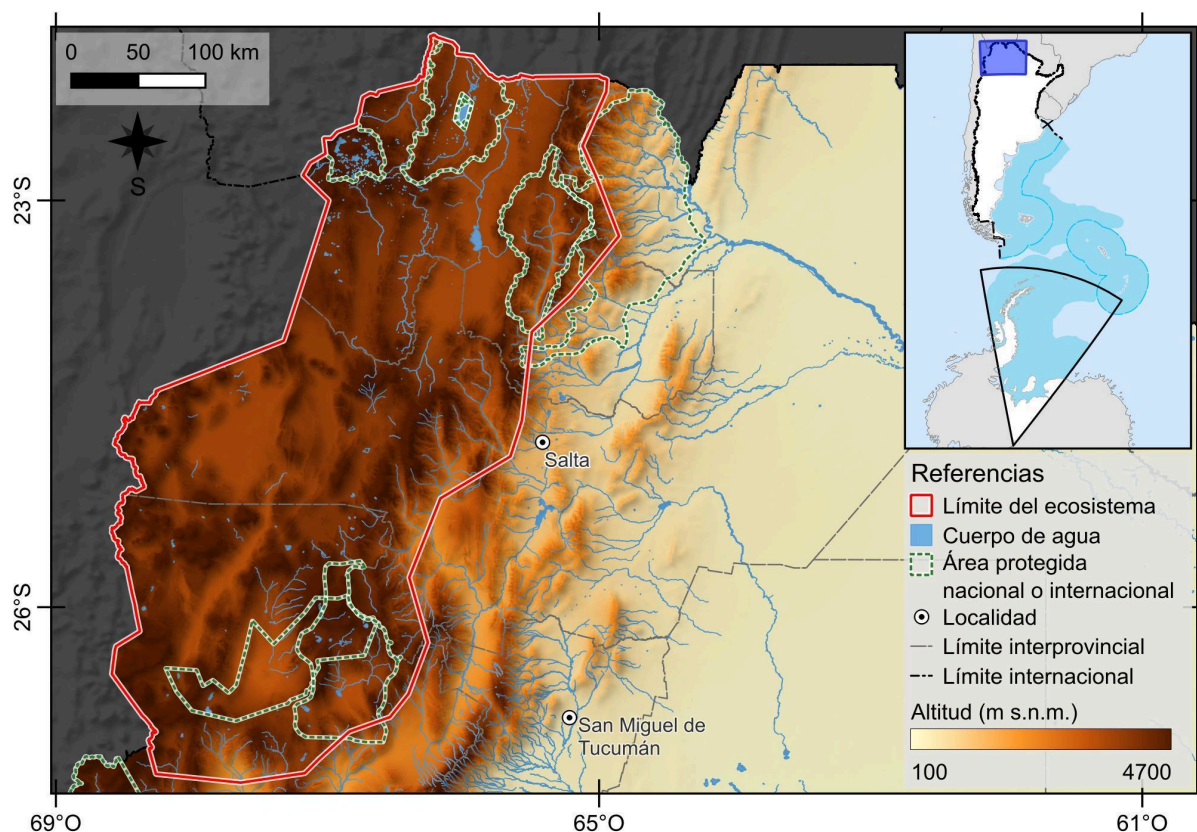 0 50 100 km
S
23°S
26°S
69°O
65°O
61°O
Salta
San Miguel de
Tucumán
Referencias
Límite del ecosistema
Cuerpo de agua
Área protegida
nacional o internacional
Localidad
Límite interprovincial
Límite internacional
Altitud (m s.n.m.)
100 4700